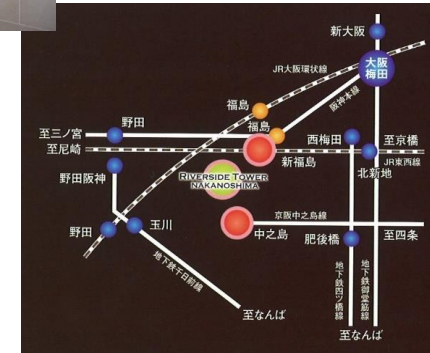 新大阪
大阪
梅田
JR大阪環状線
阪神本線
福島
福島
野田
至三ノ宮
西梅田
至京橋
至尼崎
新福島
JR東西線
北新地
野田阪神
RIVERSIDE TOWER
NAKANOSHIMA
京阪中之島線
野田
玉川
中之島
肥後橋
至四条
地下鉄千日前線
地下鉄四ツ橋線
地下鉄御堂筋線
至なんば
至なんば